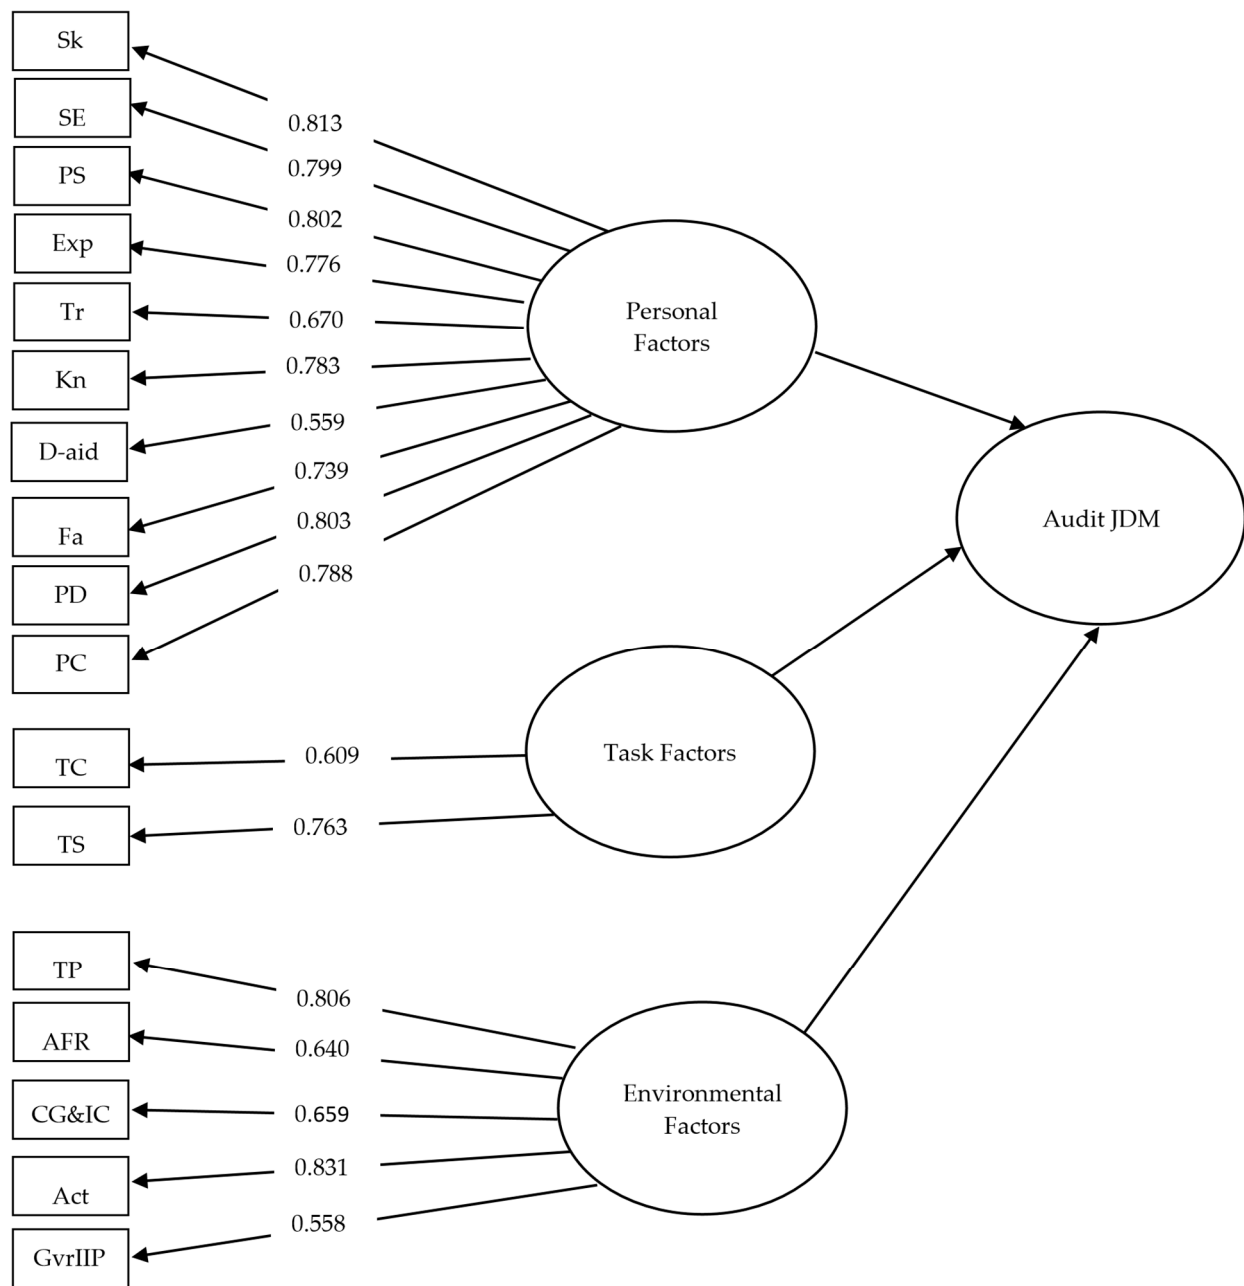 Sk
SE
PS
Exp
Tr
Kn
D-aid
Fa
PD
PC
TC
TS
TP
AFR
CG&IC
Act
GvrIIP
0.813
0.799
0.802
0.776
0.670
0.783
0.559
0.739
0.803
0.788
0.609
0.763
0.806
0.640
0.659
0.831
0.558
Personal
Factors
Task Factors
Environmental
Factors
Audit JDM